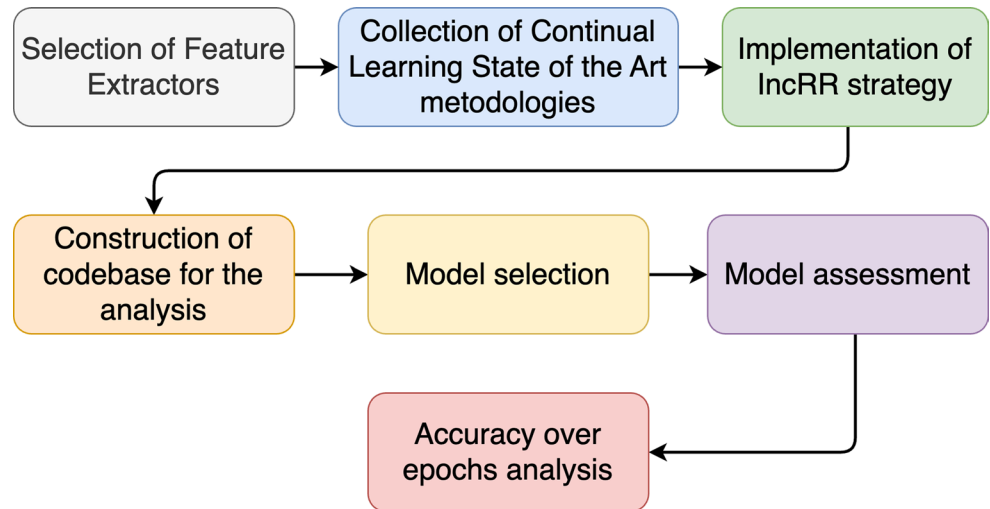 Selection of Feature
Extractors
Collection of Continual
Learning State of the Art
metodologies
Implementation of
IncRR strategy
Construction of
codebase for the
analysis
Model selection
Model assessment
Accuracy over
epochs analysis